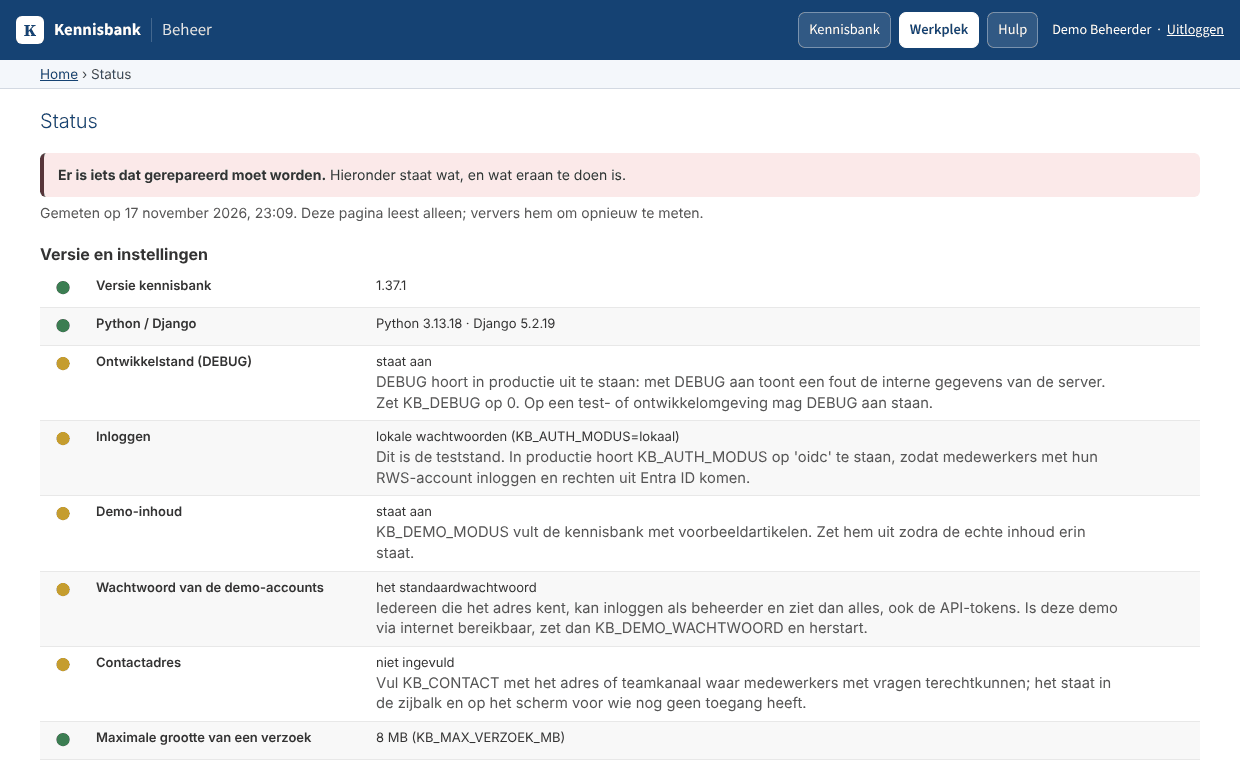 K Kennisbank Beheer Kennisbank Werkplek Hulp Demo Beheerder · Uitloggen
Home › Status
Status
Er is iets dat gerepareerd moet worden. Hieronder staat wat, en wat eraan te doen is.
Gemeten op 17 november 2026, 23:09. Deze pagina leest alleen; ververs hem om opnieuw te meten.
Versie en instellingen
Versie kennisbank 1.37.1
Python / Django Python 3.13.18 · Django 5.2.19
Ontwikkelstand (DEBUG) staat aan
DEBUG hoort in productie uit te staan: met DEBUG aan toont een fout de interne gegevens van de server.
Zet KB_DEBUG op 0. Op een test- of ontwikkelomgeving mag DEBUG aan staan.
Inloggen lokale wachtwoorden (KB_AUTH_MODUS=lokaal)
Dit is de teststand. In productie hoort KB_AUTH_MODUS op 'oidc' te staan, zodat medewerkers met hun
RWS-account inloggen en rechten uit Entra ID komen.
Demo-inhoud staat aan
KB_DEMO_MODUS vult de kennisbank met voorbeeldartikelen. Zet hem uit zodra de echte inhoud erin
staat.
Wachtwoord van de demo-accounts het standaardwachtwoord
Iedereen die het adres kent, kan inloggen als beheerder en ziet dan alles, ook de API-tokens. Is deze demo
via internet bereikbaar, zet dan KB_DEMO_WACHTWOORD en herstart.
Contactadres niet ingevuld
Vul KB_CONTACT met het adres of teamkanaal waar medewerkers met vragen terechtkunnen; het staat in
de zijbalk en op het scherm voor wie nog geen toegang heeft.
Maximale grootte van een verzoek 8 MB (KB_MAX_VERZOEK_MB)